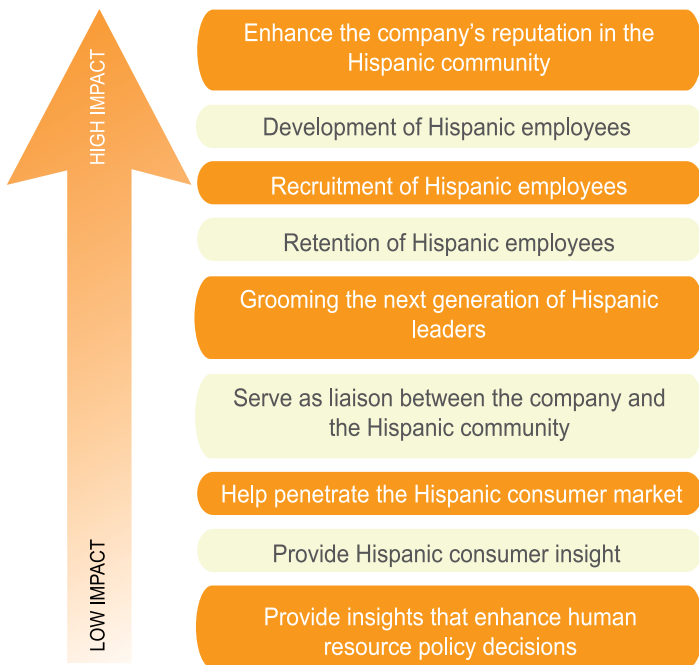 HIGH IMPACT
LOW IMPACT
Enhance the company’s reputation in the
Hispanic community
Development of Hispanic employees
Recruitment of Hispanic employees
Retention of Hispanic employees
Grooming the next generation of Hispanic
leaders
Serve as liaison between the company and
the Hispanic community
Help penetrate the Hispanic consumer market
Provide Hispanic consumer insight
Provide insights that enhance human
resource policy decisions